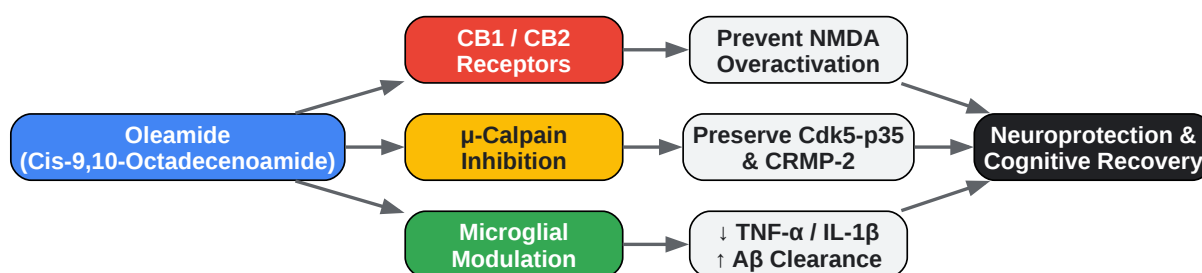 CB1 / CB2
Receptors
Prevent NMDA
Overactivation
Oleamide
(Cis-9,10-Octadecenoamide)
μ-Calpain
Inhibition
Preserve Cdk5-p35
& CRMP-2
Neuroprotection &
Cognitive Recovery
Microglial
Modulation
↓ TNF-α / IL-1β
↑ Aβ Clearance